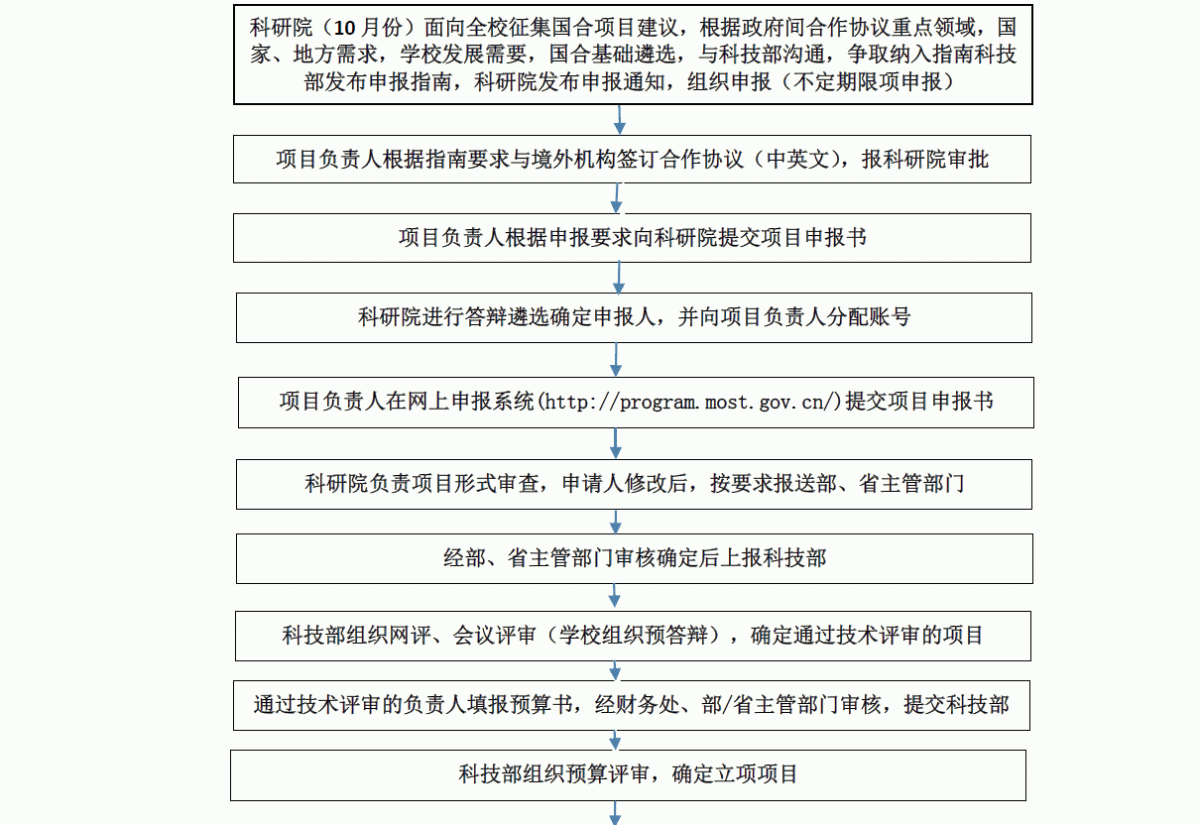 科研院（10 月份）面向全校征集国合项目建议，根据政府间合作协议重点领域，国
家、地方需求，学校发展需要，国合基础遴选，与科技部沟通，争取纳入指南科技
部发布申报指南，科研院发布申报通知，组织申报（不定期限项申报）
项目负责人根据指南要求与境外机构签订合作协议（中英文），报科研院审批
项目负责人根据申报要求向科研院提交项目申报书
科研院进行答辩遴选确定申报人，并向项目负责人分配账号
项目负责人在网上申报系统(http://program.most.gov.cn/)提交项目申报书
科研院负责项目形式审查，申请人修改后，按要求报送部、省主管部门
经部、省主管部门审核确定后上报科技部
科技部组织网评、会议评审（学校组织预答辩），确定通过技术评审的项目
通过技术评审的负责人填报预算书，经财务处、部/省主管部门审核，提交科技部
科技部组织预算评审，确定立项项目